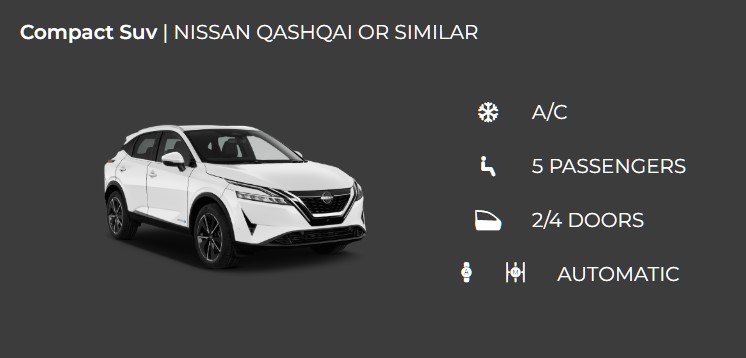 Compact Suv | NISSAN QASHQAI OR SIMILAR
A/C
5 PASSENGERS
2/4 DOORS
AUTOMATIC